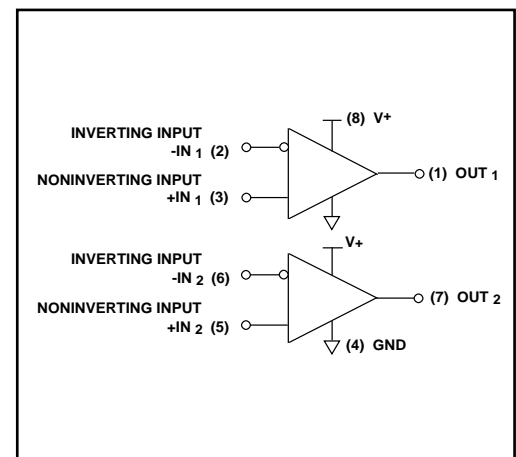 (8) V+
INVERTING INPUT
-IN 1 (2)
NONINVERTING INPUT
+IN 1 (3)
(1) OUT 1
V+
INVERTING INPUT
-IN 2 (6)
NONINVERTING INPUT
+IN 2 (5)
(7) OUT 2
(4) GND